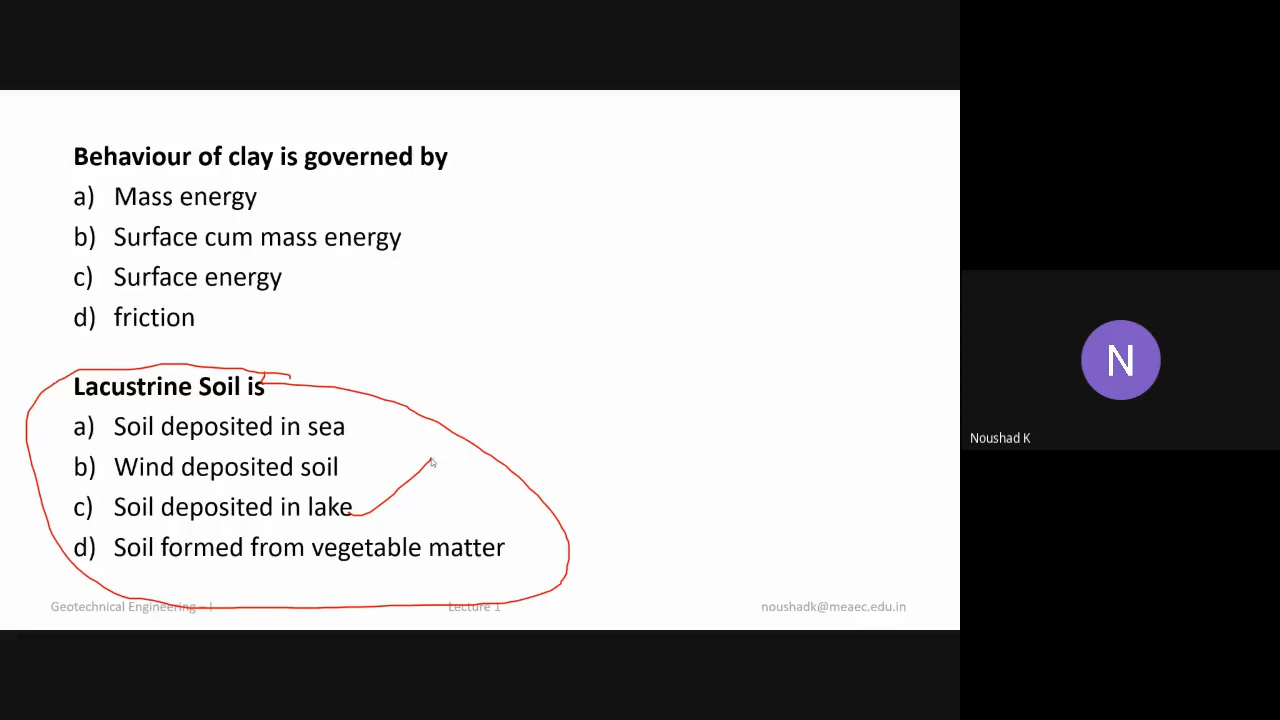 Behaviour of clay is governed by
a) Mass energy
b) Surface cum mass energy
c) Surface energy
d) friction
Lacustrine Soil is
a) Soil deposited in sea
b) Wind deposited soil
c) Soil deposited in lake
d) Soil formed from vegetable matter
Geotechnical Engineering - I Lecture 1 noushadk@meaec.edu.in
N
Noushad K